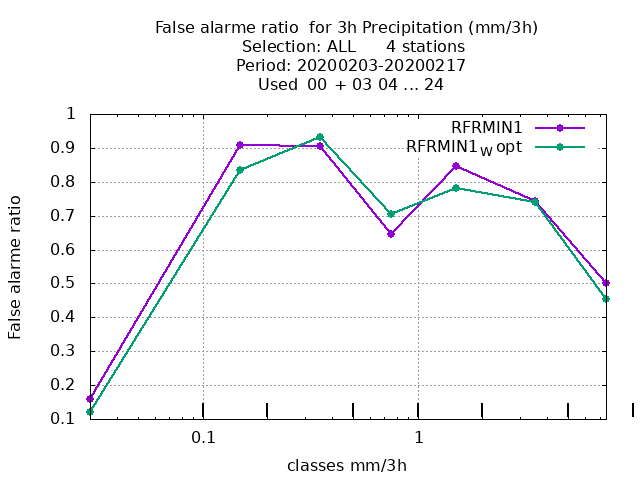 False alarme ratio  for 3h Precipitation (mm/3h)
Selection: ALL      4 stations
Period: 20200203-20200217
Used  00  + 03 04 ... 24
RFRMIN1
RFRMIN1W opt
1
0.9
0.8
0.7
0.6
0.5
0.4
0.3
0.2
0.1
False alarme ratio
0.1 1
classes mm/3h